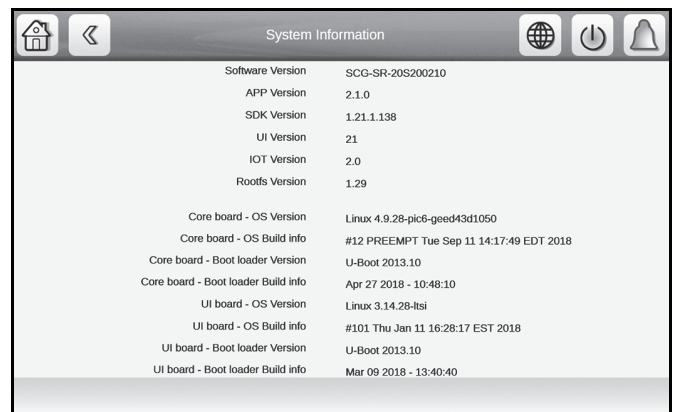 System Information
Software Version SCG-SR-20S200210
APP Version 2.1.0
SDK Version 1.21.1.138
UI Version 21
IOT Version 2.0
Rootfs Version 1.29
Core board - OS Version Linux 4.9.28-pic6-geed43d1050
Core board - OS Build info #12 PREEMPT Tue Sep 11 14:17:49 EDT 2018
Core board - Boot loader Version U-Boot 2013.10
Core board - Boot loader Build info Apr 27 2018 - 10:48:10
UI board - OS Version Linux 3.14.28-ltsi
UI board - OS Build info #101 Thu Jan 11 16:28:17 EST 2018
UI board - Boot loader Version U-Boot 2013.10
UI board - Boot loader Build info Mar 09 2018 - 13:40:40